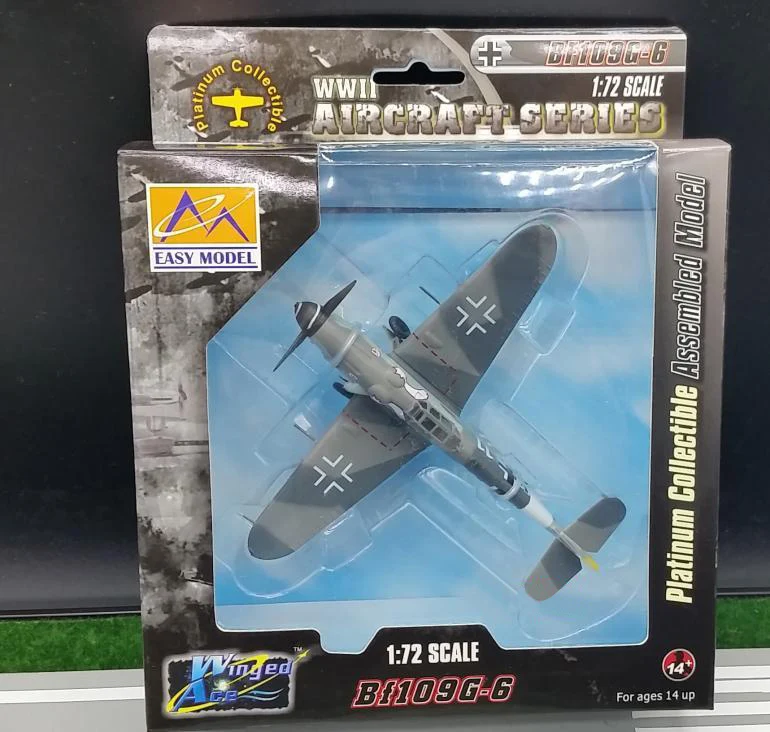 Platinum Collectible
BF109G-6
WWII
1:72 SCALE
AIRCRAFT SERIES
EASY MODEL
Platinum Collectible Assembled Model
Winged
Ace
TM
1:72 SCALE
Bf109G-6
14+
For ages 14 up